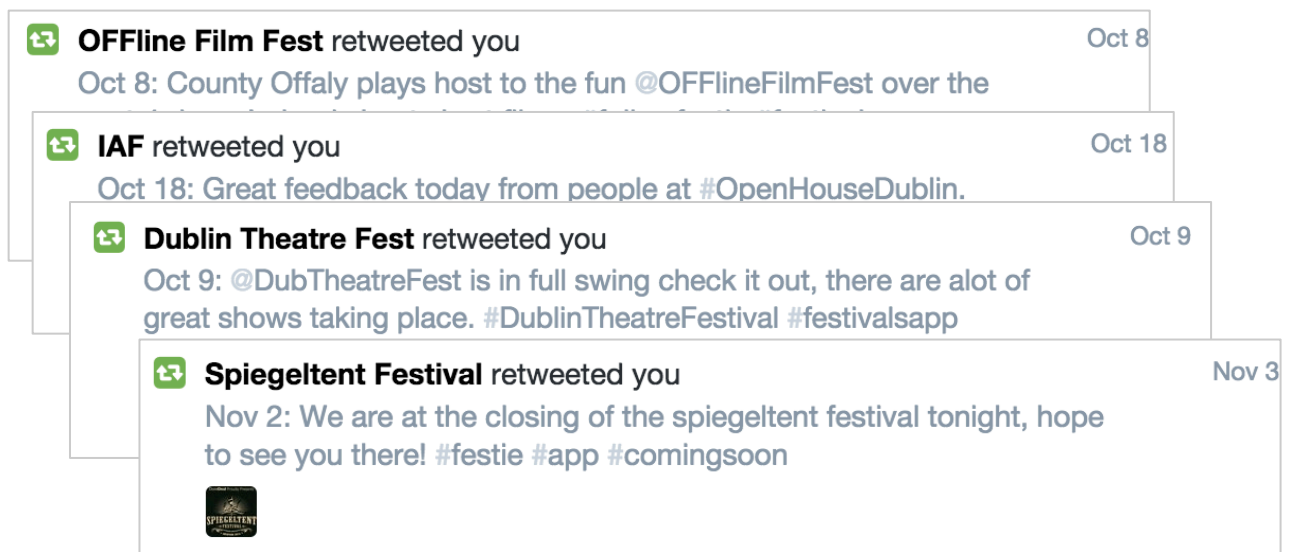 OFFline Film Fest retweeted you Oct 8
Oct 8: County Offaly plays host to the fun @OFFlineFilmFest over the
IAF retweeted you Oct 18
Oct 18: Great feedback today from people at #OpenHouseDublin.
Dublin Theatre Fest retweeted you Oct 9
Oct 9: @DubTheatreFest is in full swing check it out, there are alot of
great shows taking place. #DublinTheatreFestival #festivalsapp
Spiegeltent Festival retweeted you Nov 3
Nov 2: We are at the closing of the spiegeltent festival tonight, hope
to see you there! #festie #app #comingsoon
SPIEGELTENT
FESTIVAL